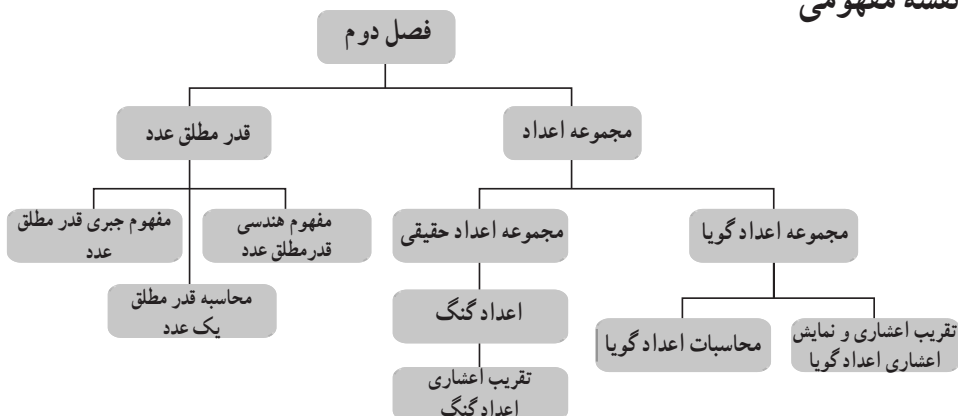 نقشه مفهومی
فصل دوم
مجموعه اعداد
قدر مطلق عدد
مجموعه اعداد گویا
مجموعه اعداد حقیقی
مفهوم هندسی
قدرمطلق عدد
مفهوم جبری قدر مطلق
عدد
تقریب اعشاری و نمایش
اعشاری اعداد گویا
محاسبات اعداد گویا
اعداد گنگ
محاسبه قدر مطلق
یک عدد
تقریب اعشاری
اعداد گنگ